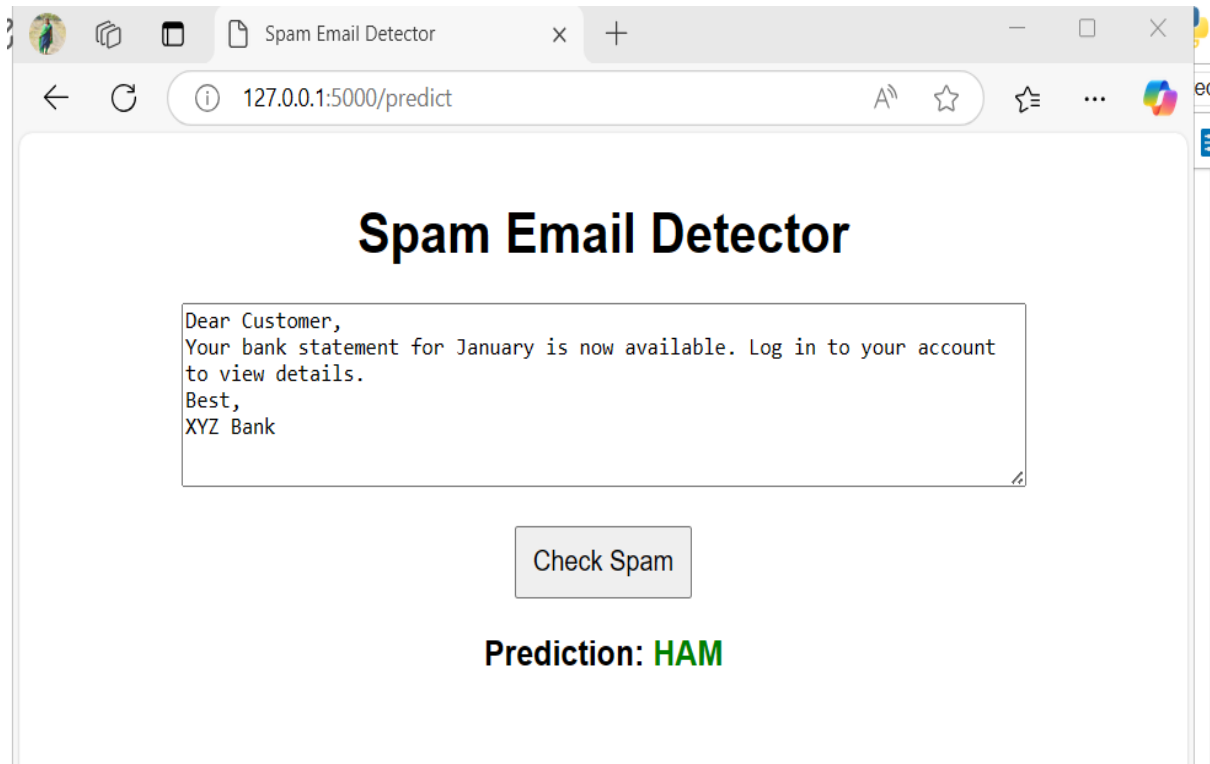 Spam Email Detector
127.0.0.1:5000/predict
Spam Email Detector
Dear Customer,
Your bank statement for January is now available. Log in to your account
to view details.
Best,
XYZ Bank
Check Spam
Prediction: HAM